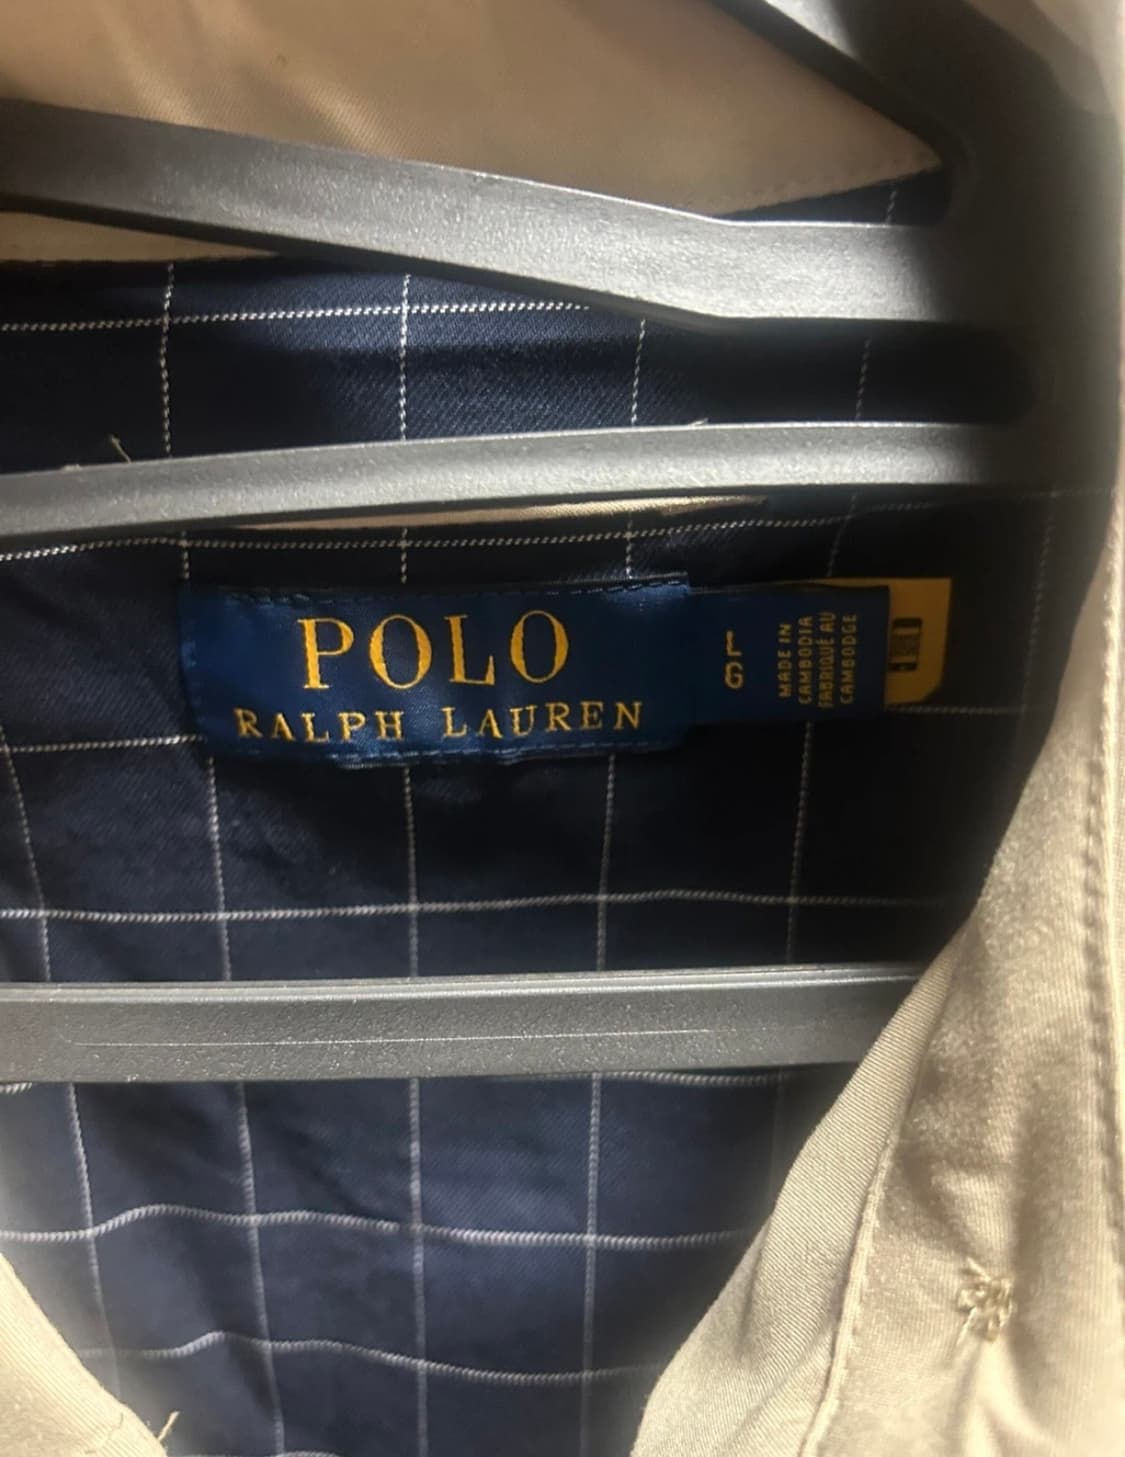 POLO
RALPH LAUREN
L
G
MADE IN
CAMBODIA
FABRIQUÉ AU
CAMBODGE